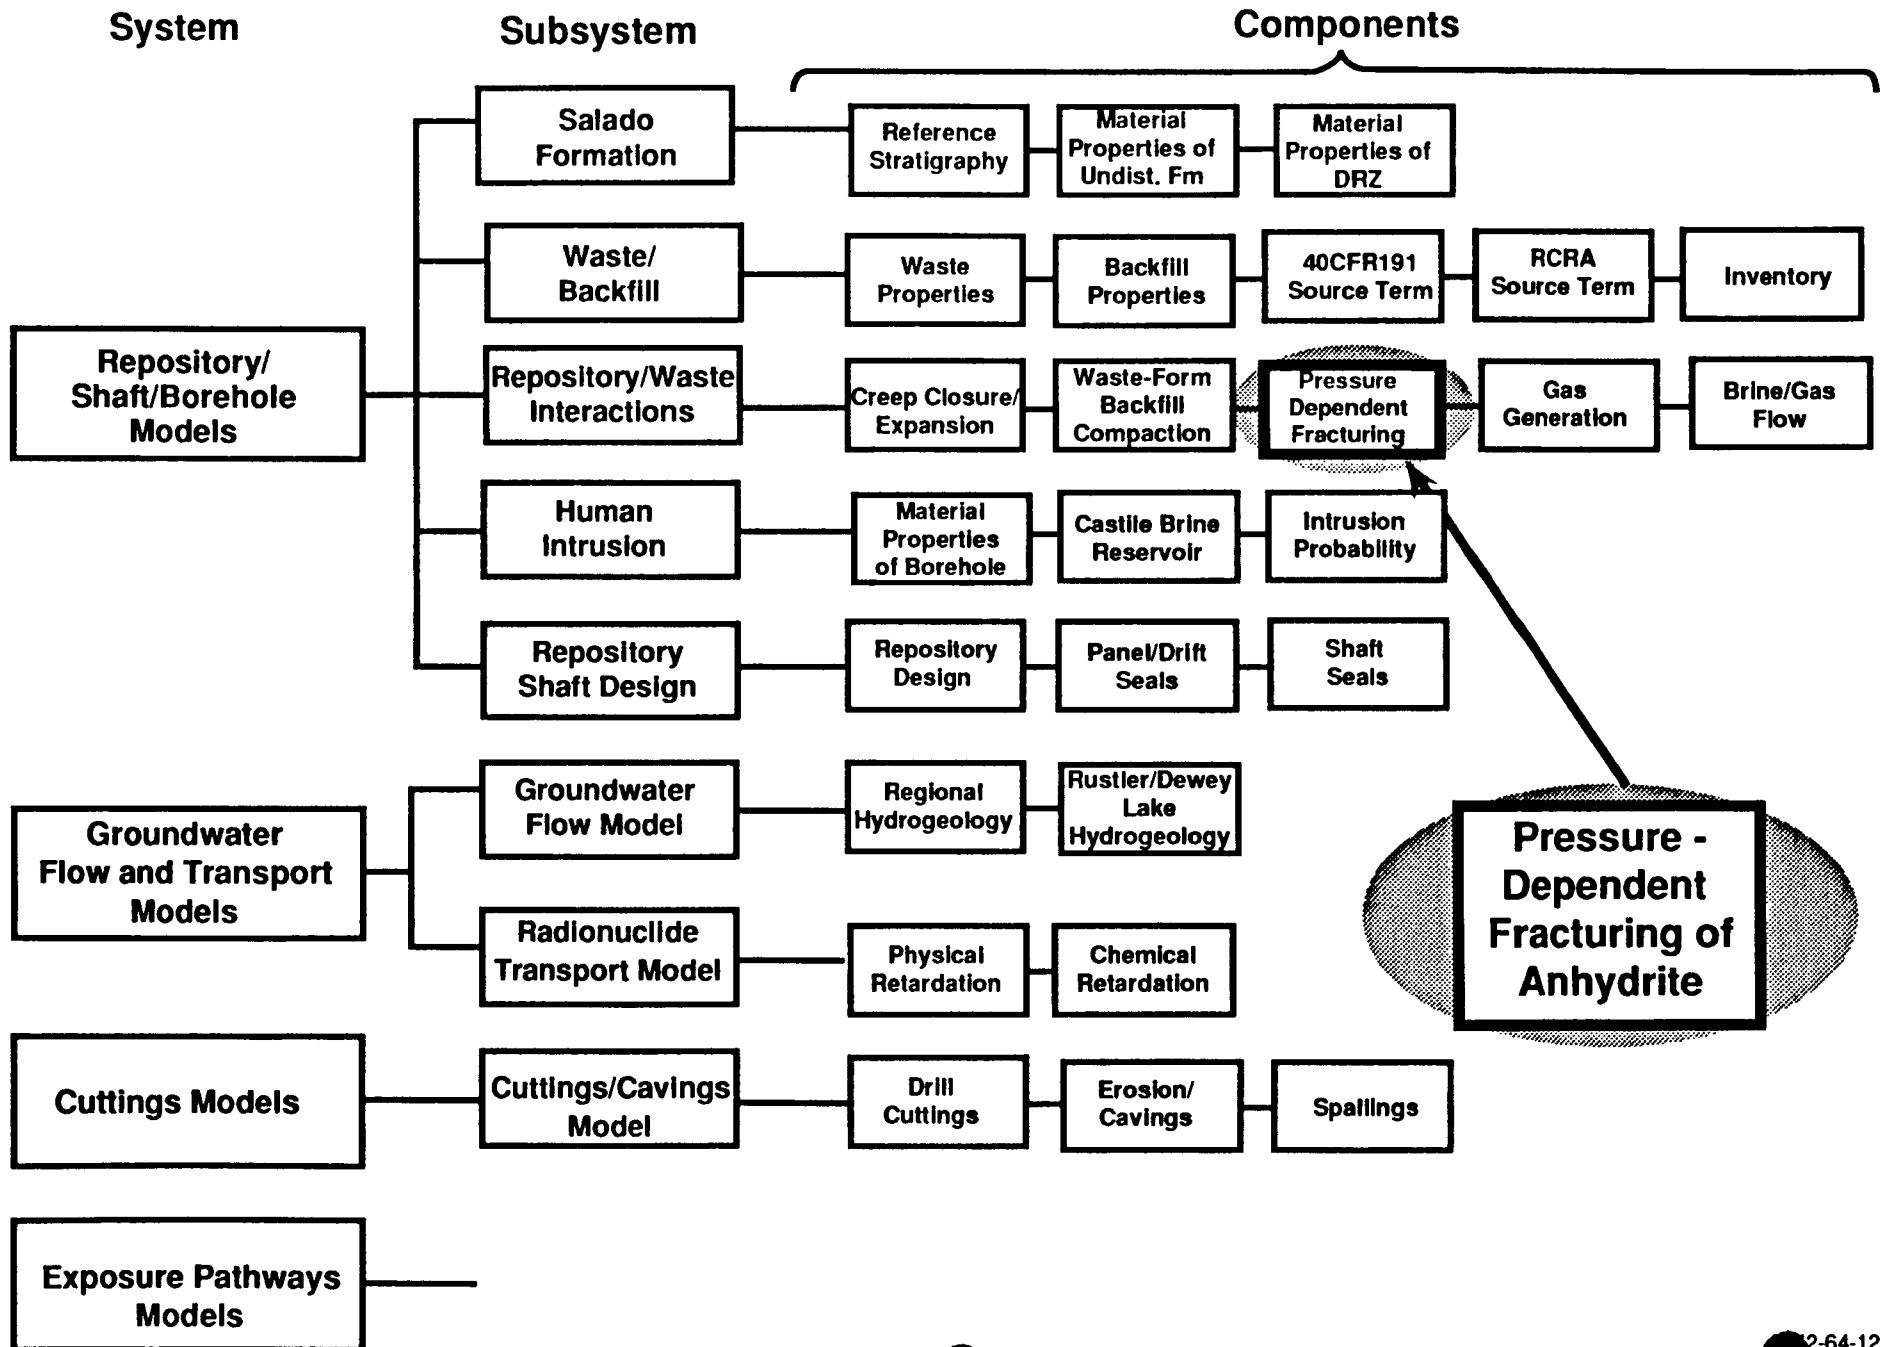 System
Subsystem
Components
Salado
Formation
Reference
Stratigraphy
Material
Properties of
Undist. Fm
Material
Properties of
DRZ
Waste/
Backfill
Waste
Properties
Backfill
Properties
40CFR191
Source Term
RCRA
Source Term
Inventory
Repository/
Shaft/Borehole
Models
Repository/Waste
Interactions
Creep Closure/
Expansion
Waste-Form
Backfill
Compaction
Pressure
Dependent
Fracturing
Gas
Generation
Brine/Gas
Flow
Human
Intrusion
Material
Properties
of Borehole
Castile Brine
Reservoir
Intrusion
Probability
Repository
Shaft Design
Repository
Design
Panel/Drift
Seals
Shaft
Seals
Groundwater
Flow and Transport
Models
Groundwater
Flow Model
Regional
Hydrogeology
Rustler/Dewey
Lake
Hydrogeology
Pressure -
Dependent
Fracturing of
Anhydrite
Radionuclide
Transport Model
Physical
Retardation
Chemical
Retardation
Cuttings Models
Cuttings/Cavings
Model
Drill
Cuttings
Erosion/
Cavings
Spallings
Exposure Pathways
Models
2-64-12